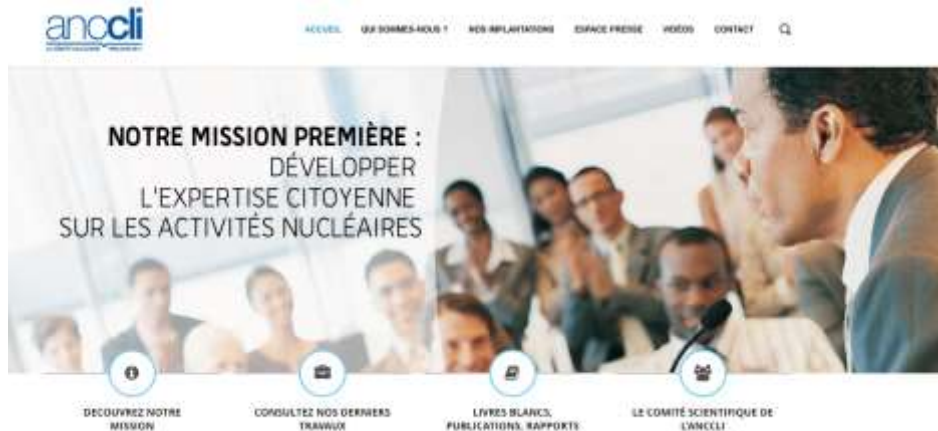 anccli
ACCUEIL QUI SOMMES-NOUS ? NOS IMPLANTATIONS ESPACE PRESSE VIDÉOS CONTACT
NOTRE MISSION PREMIÈRE :
DÉVELOPPER
L'EXPERTISE CITOYENNE
SUR LES ACTIVITÉS NUCLÉAIRES
DECOUVREZ NOTRE
MISSION
CONSULTEZ NOS DERNIERS
TRAVAUX
LIVRES BLANCS,
PUBLICATIONS, RAPPORTS
LE COMITÉ SCIENTIFIQUE DE
L'ANCCLI